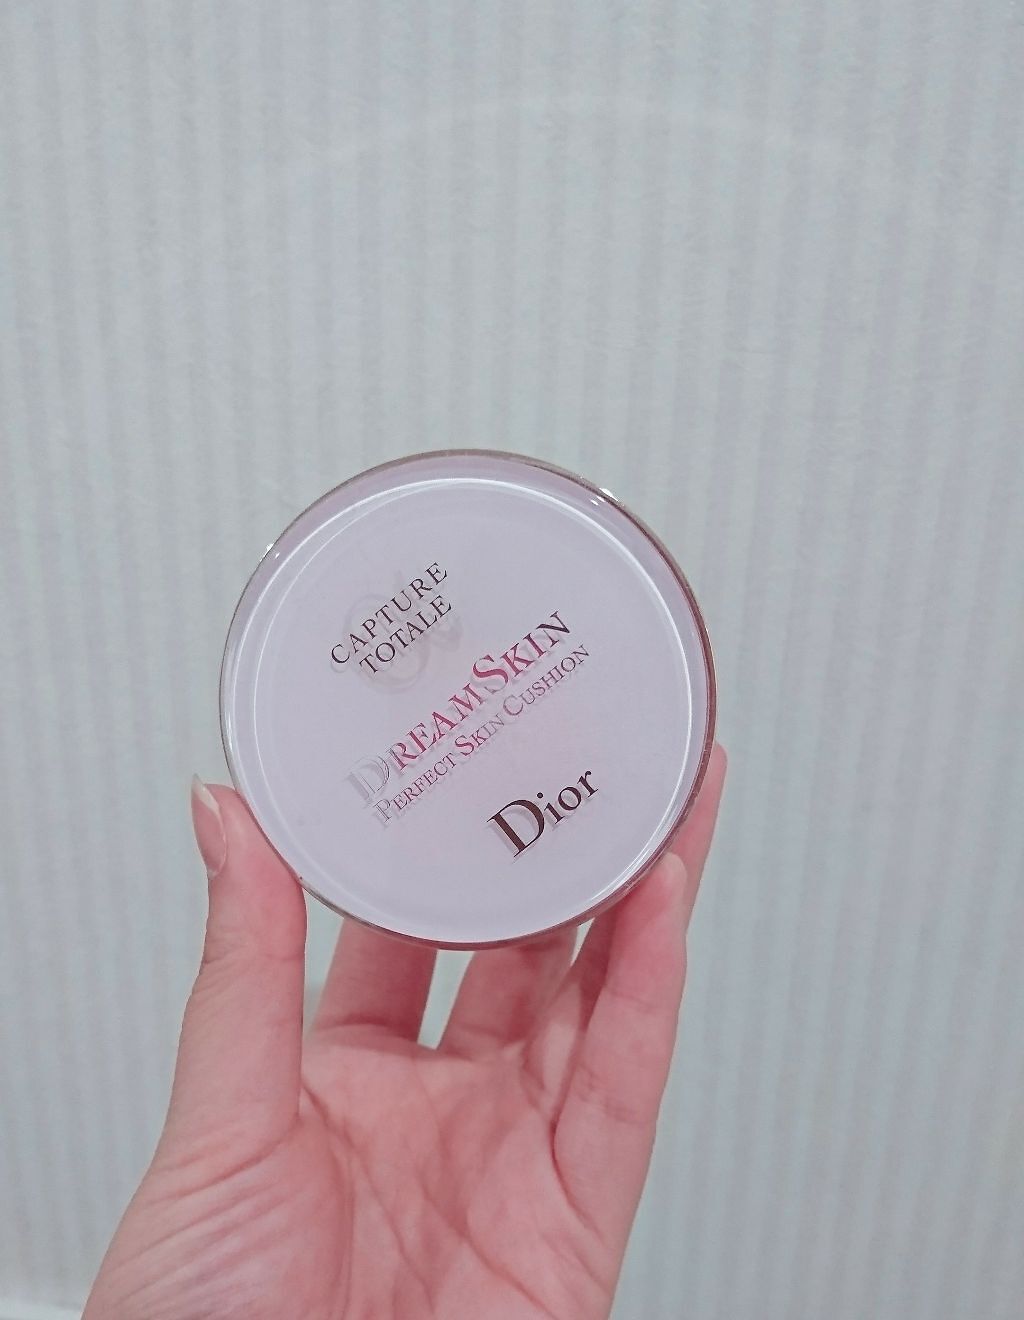 CAPTURE
TOTALE
DREAMSKIN
PERFECT SKIN CUSHION
Dior